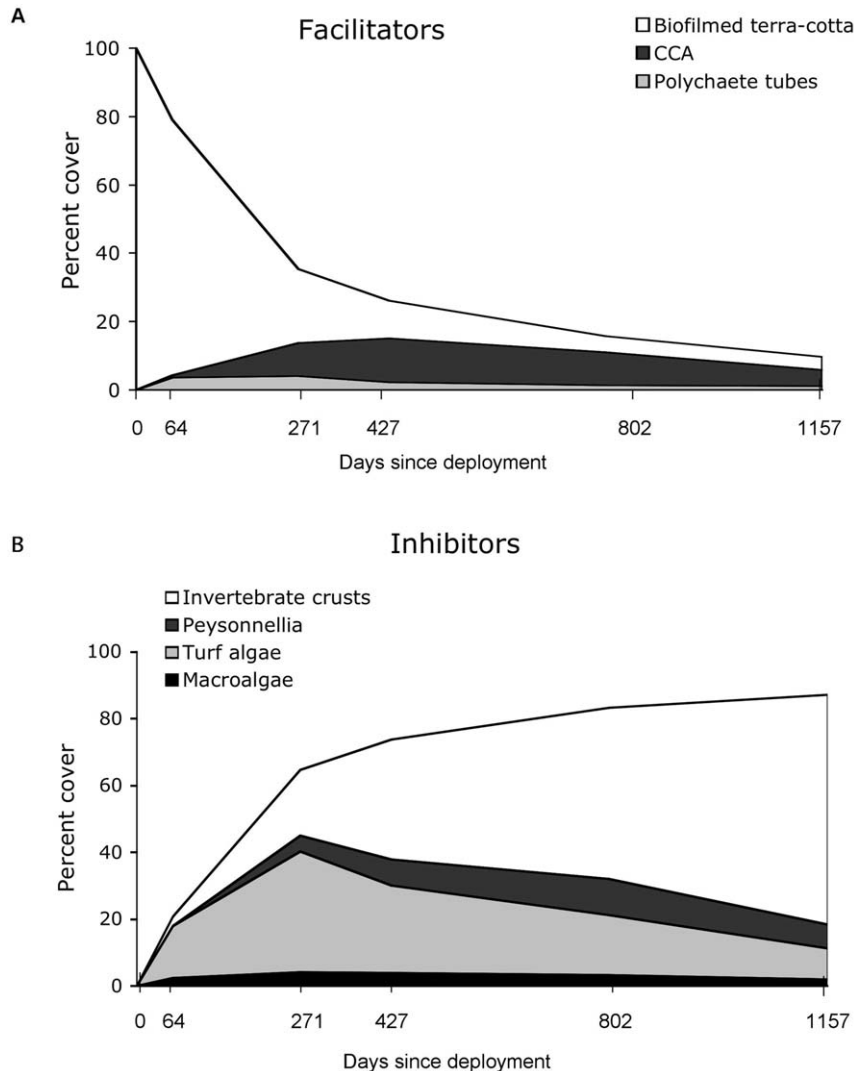 A
Facilitators
Biofilmed terra-cotta
CCA
Polychaete tubes
100
80
60
40
20
0
Percent cover
0 64 271 427 802 1157
Days since deployment
B
Inhibitors
Invertebrate crusts
Peysonnellia
Turf algae
Macroalgae
100
80
60
40
20
0
Percent cover
0 64 271 427 802 1157
Days since deployment